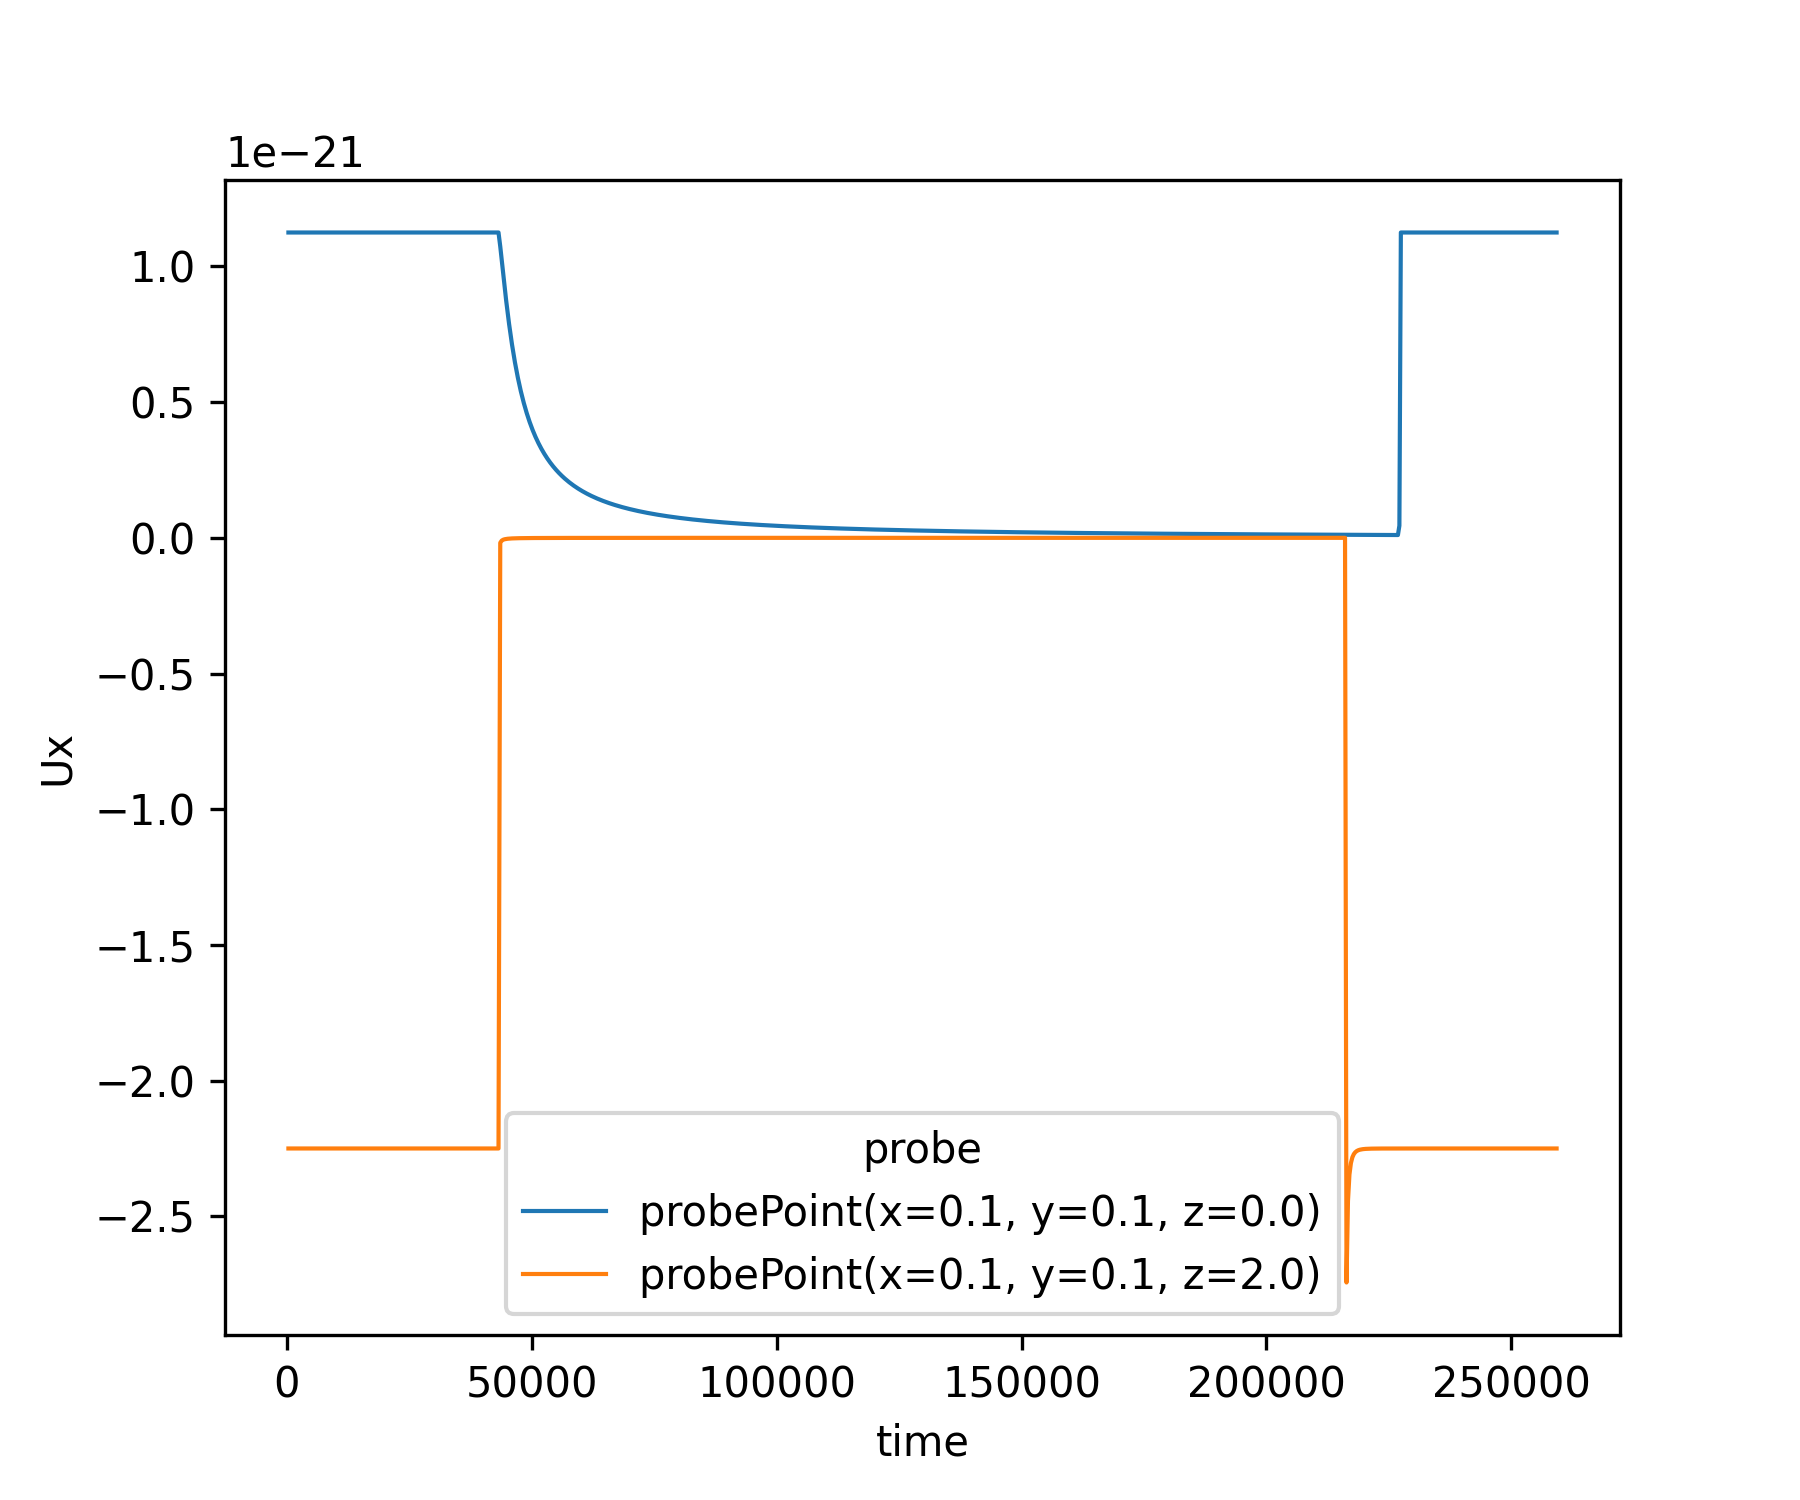 1e−21
1.0
0.5
0.0
−0.5
−1.0
−1.5
−2.0
−2.5
Ux
probe
probePoint(x=0.1, y=0.1, z=0.0)
probePoint(x=0.1, y=0.1, z=2.0)
0 50000 100000 150000 200000 250000
time